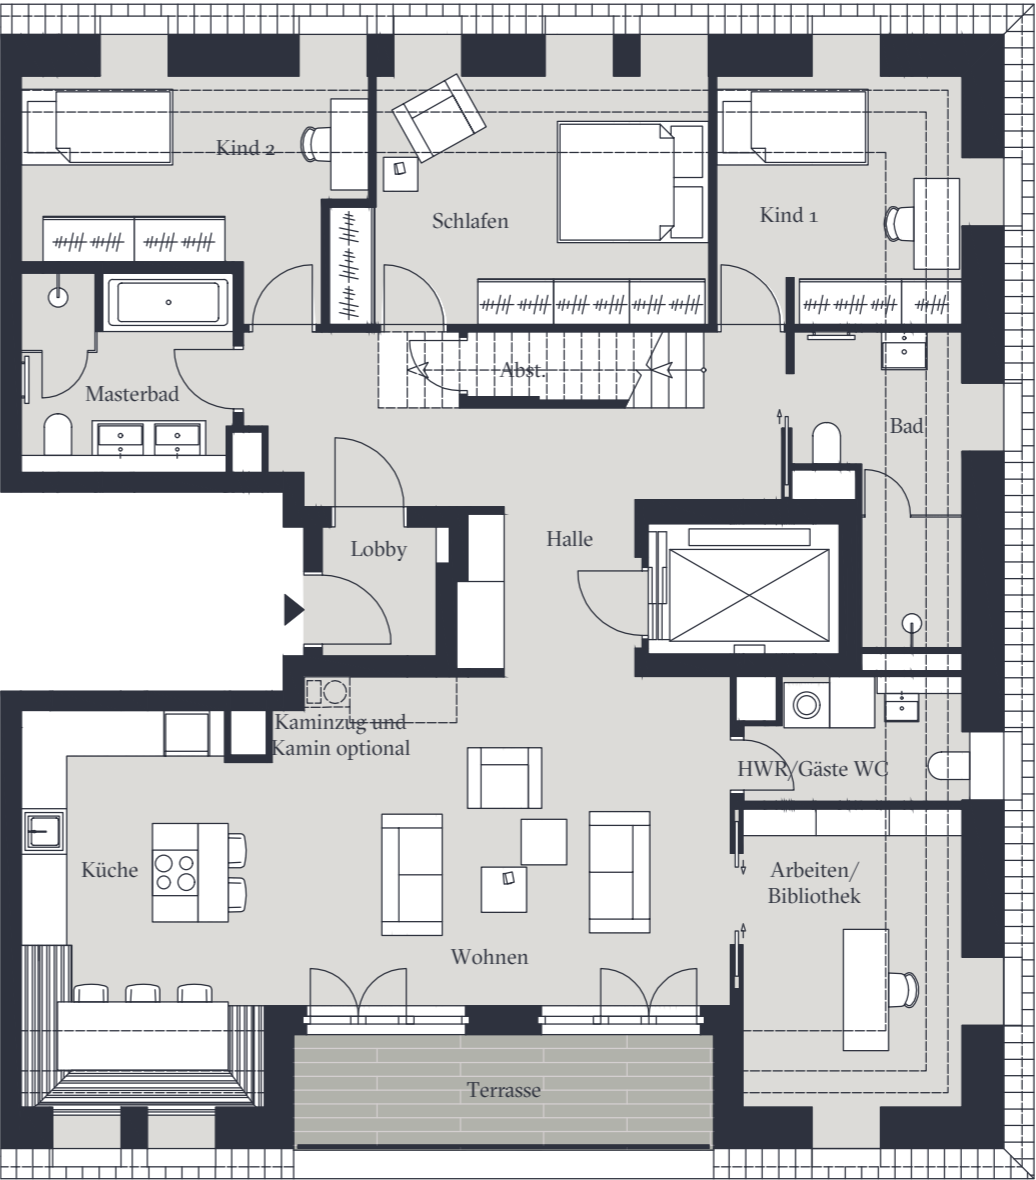 Kind 2
Schlafen
Kind 1
Abst.
Masterbad
Bad
Lobby
Halle
Kaminzug und
Kamin optional
HWR/Gäste WC
Küche
Arbeiten/
Bibliothek
Wohnen
Terrasse